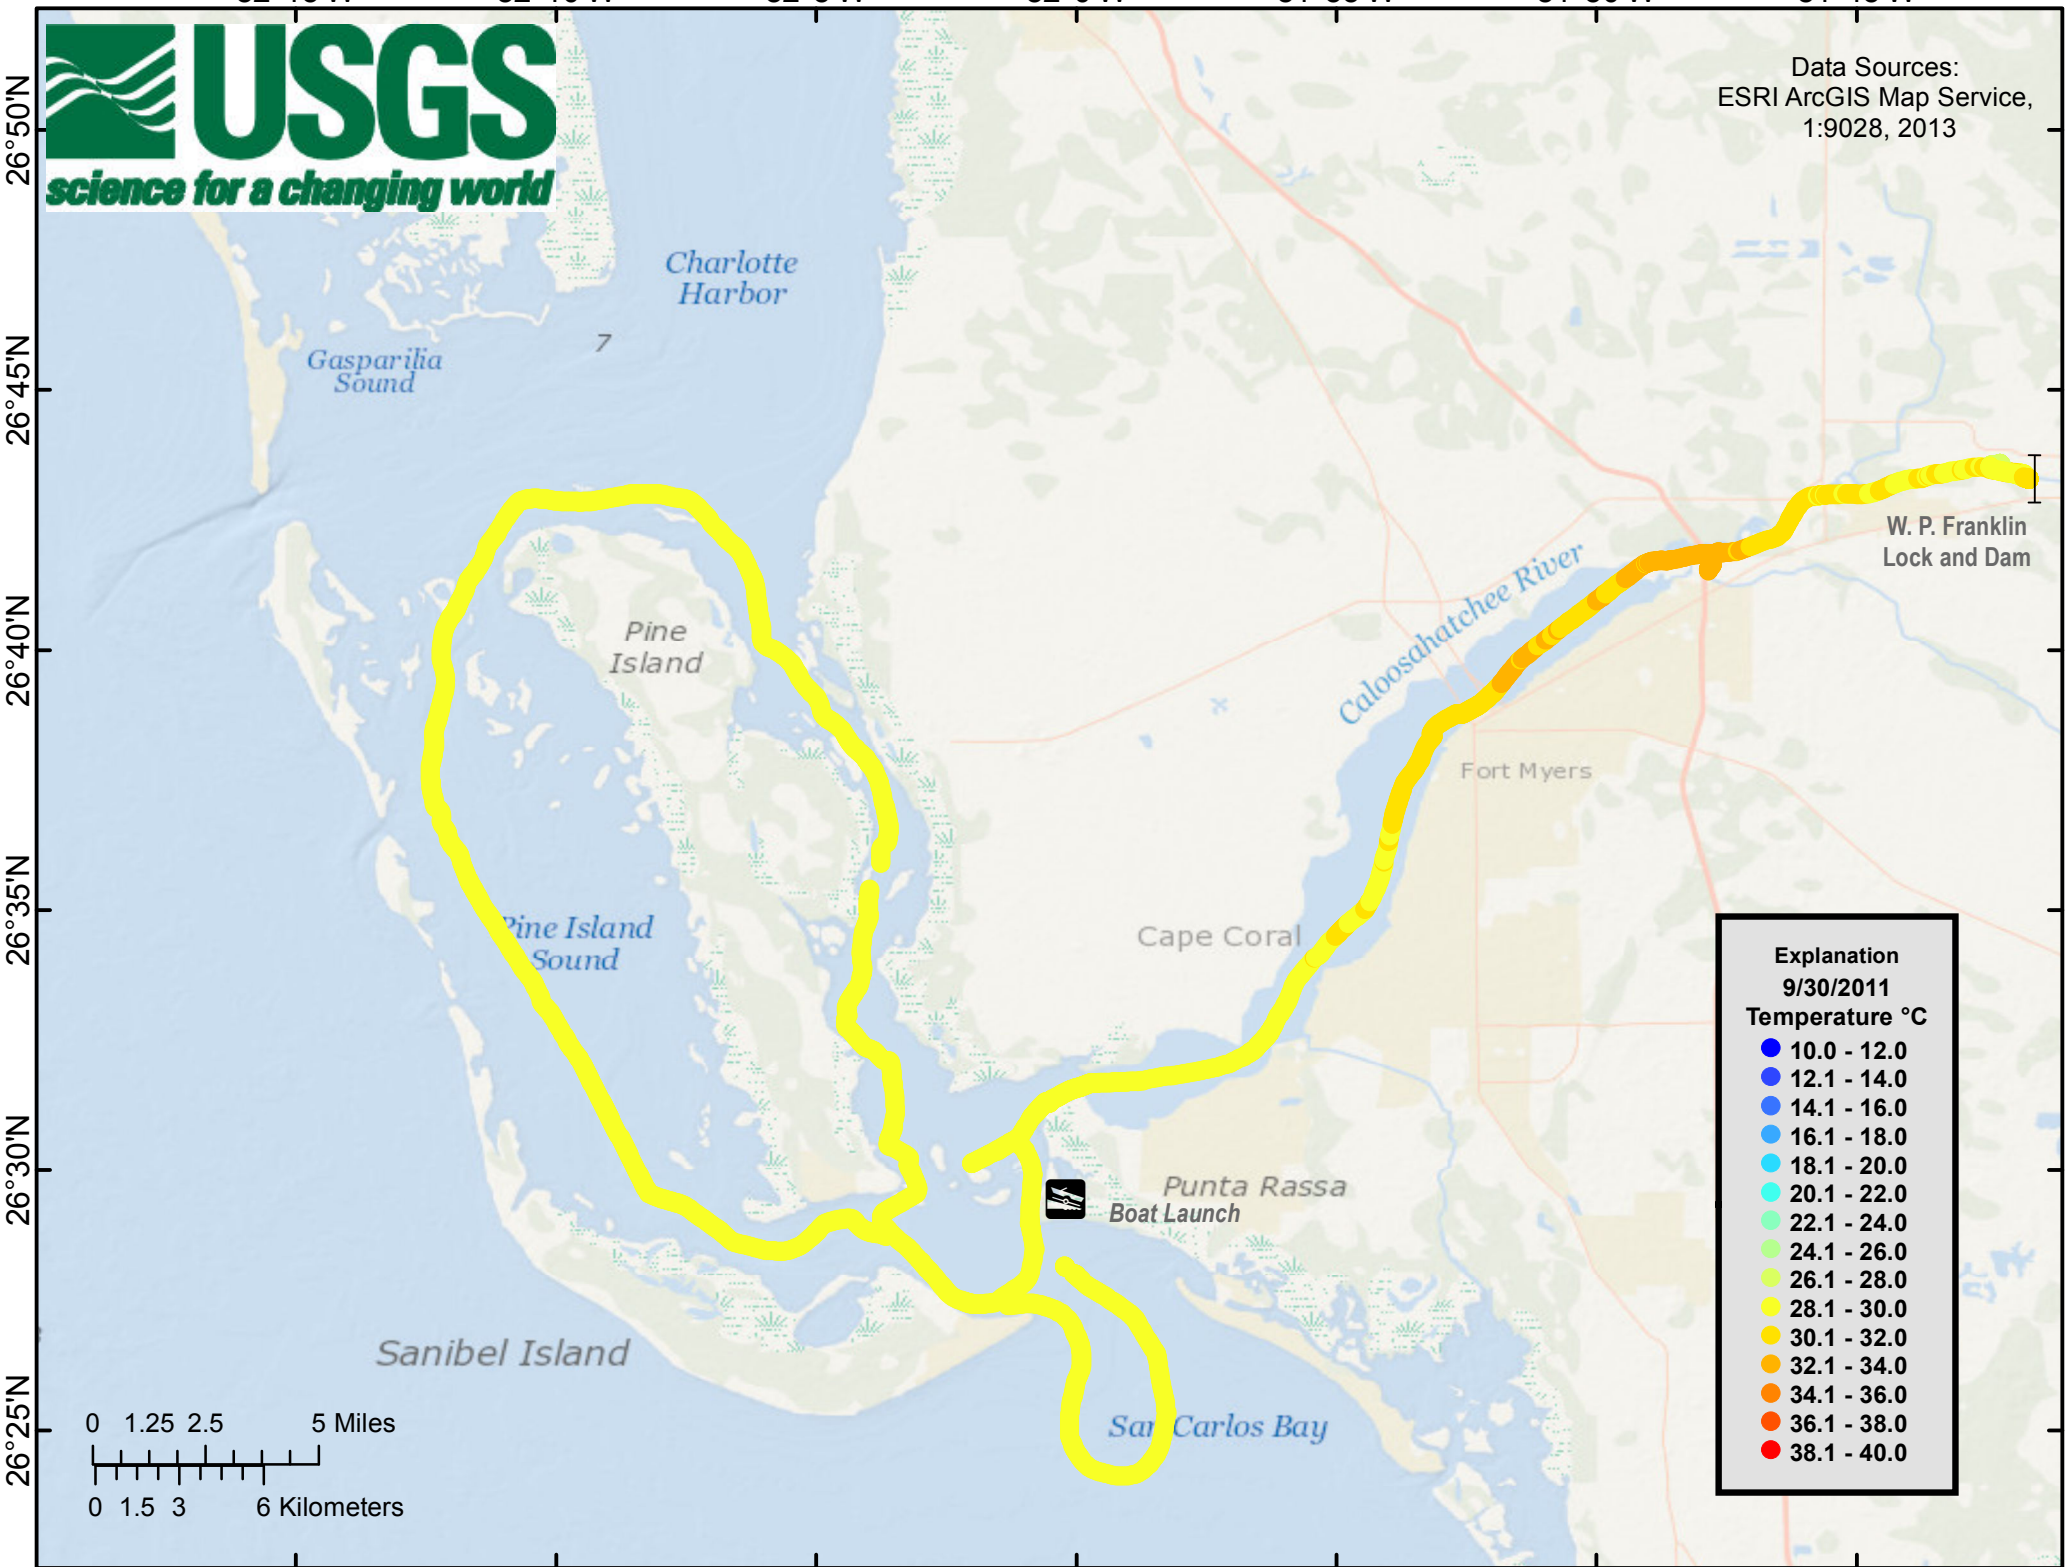 USGS
science for a changing world
Data Sources:
ESRI ArcGIS Map Service,
1:9028, 2013
26°50'N
26°45'N
26°40'N
26°35'N
26°30'N
26°25'N
Charlotte
Harbor
7
Gasparilla
Sound
Pine
Island
Caloosahatchee River
W. P. Franklin
Lock and Dam
Fort Myers
Pine Island
Sound
Cape Coral
Punta Rassa
Boat Launch
Sanibel Island
San Carlos Bay
Explanation
9/30/2011
Temperature °C
10.0 - 12.0
12.1 - 14.0
14.1 - 16.0
16.1 - 18.0
18.1 - 20.0
20.1 - 22.0
22.1 - 24.0
24.1 - 26.0
26.1 - 28.0
28.1 - 30.0
30.1 - 32.0
32.1 - 34.0
34.1 - 36.0
36.1 - 38.0
38.1 - 40.0
0 1.25 2.5 5 Miles
0 1.5 3 6 Kilometers